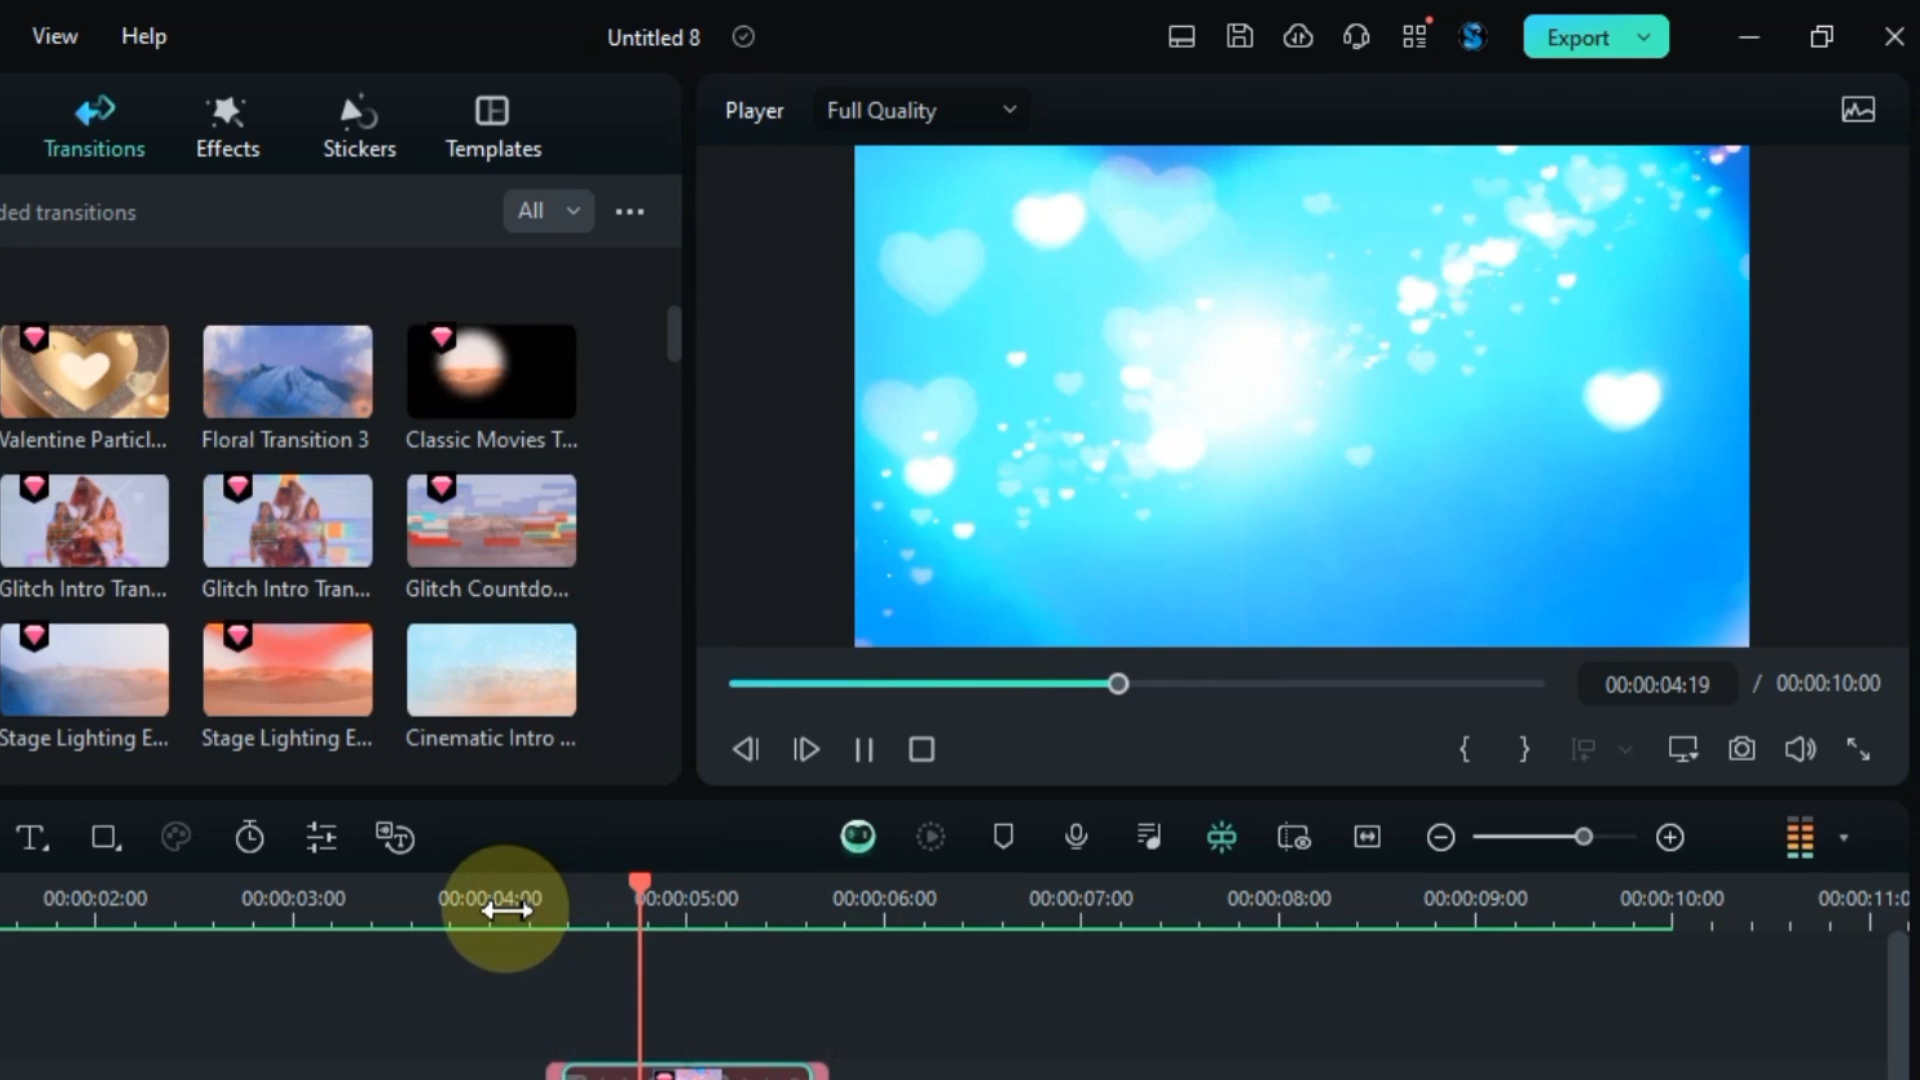 View Help Untitled 8 Export
Transitions Effects Stickers Templates
Player Full Quality
ded transitions All
Valentine Particl... Floral Transition 3 Classic Movies T...
Glitch Intro Tran... Glitch Intro Tran... Glitch Countdo...
Stage Lighting E... Stage Lighting E... Cinematic Intro ...
00:00:04:19 / 00:00:10:00
00:00:02:00 00:00:03:00 00:00:04:00 00:00:05:00 00:00:06:00 00:00:07:00 00:00:08:00 00:00:09:00 00:00:10:00 00:00:11:0